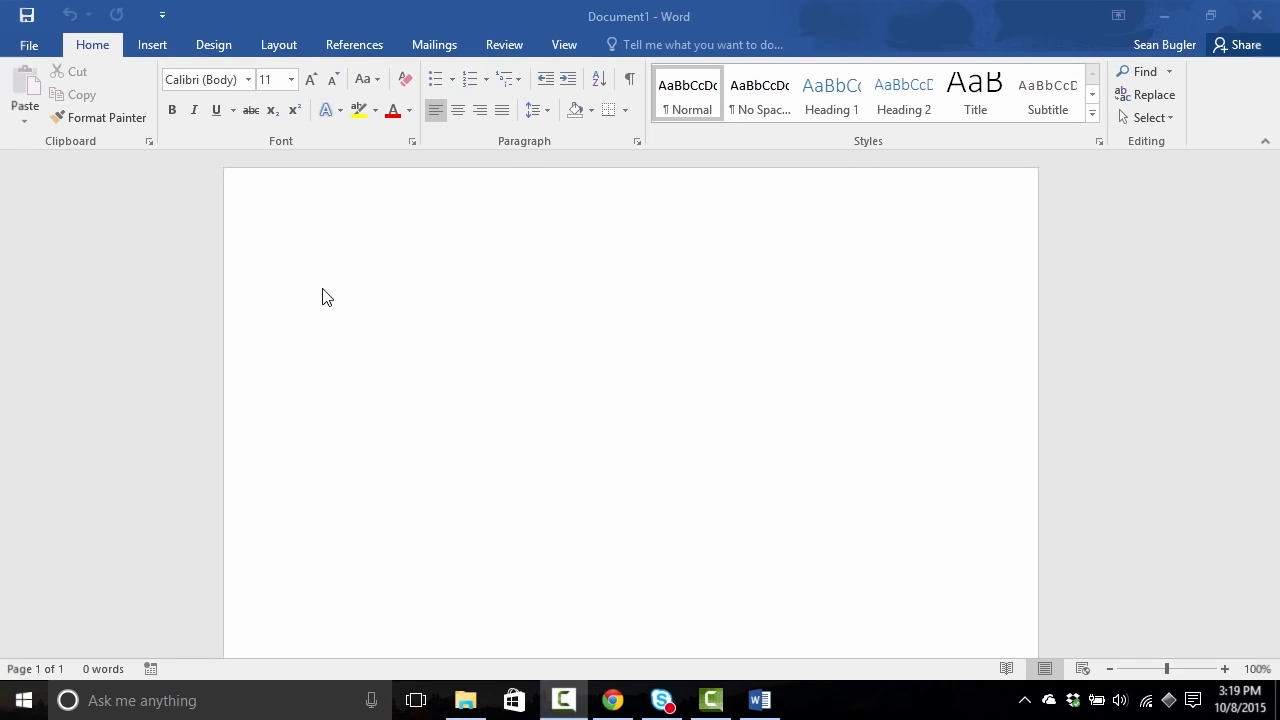 Document1 - Word
File Home Insert Design Layout References Mailings Review View Tell me what you want to do... Sean Bugler Share
Paste
Cut
Copy
Format Painter
Clipboard
Calibri (Body) 11
Font
Paragraph
AaBbCcDc AaBbCcDc AaBbCc AaBbCcD AaB AaBbCcD
¶ Normal ¶ No Spac... Heading 1 Heading 2 Title Subtitle
Styles
Find
Replace
Select
Editing
Page 1 of 1 0 words 100%
Ask me anything
3:19 PM
10/8/2015